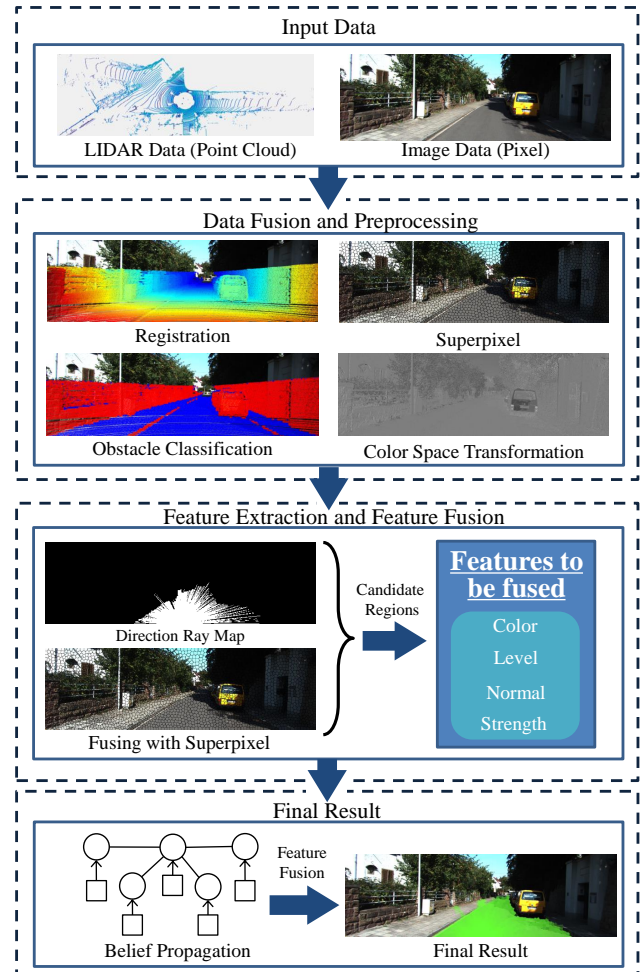 Input Data
LIDAR Data (Point Cloud)
Image Data (Pixel)
Data Fusion and Preprocessing
Registration
Superpixel
Obstacle Classification
Color Space Transformation
Feature Extraction and Feature Fusion
Direction Ray Map
Fusing with Superpixel
Candidate
Regions
Features to
be fused
Color
Level
Normal
Strength
Final Result
Feature
Fusion
Belief Propagation
Final Result